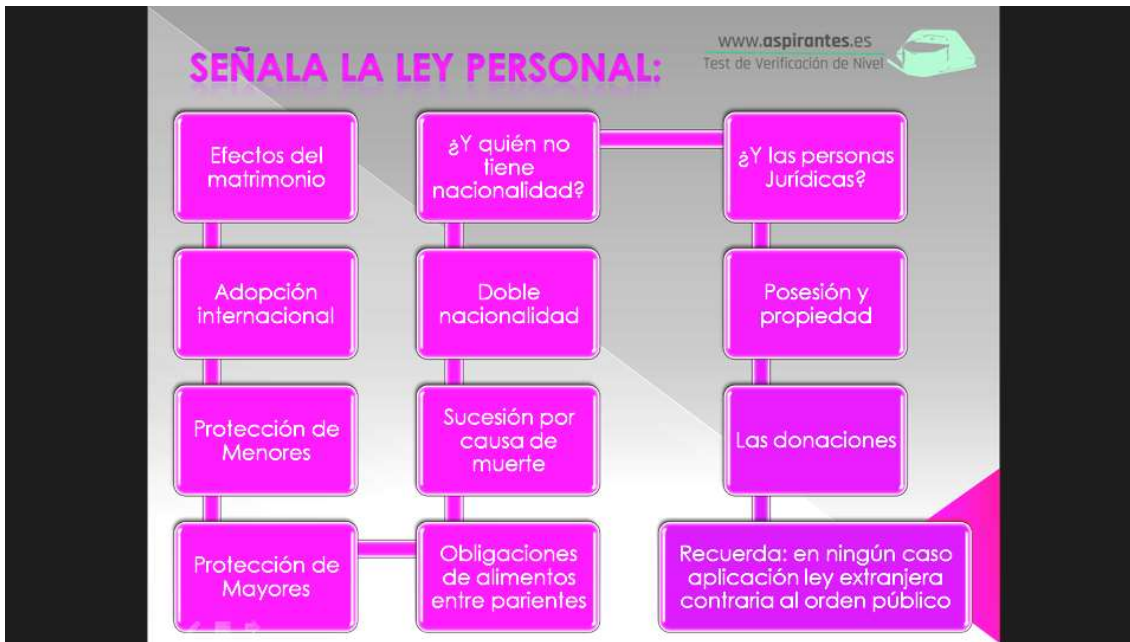 SEÑALA LA LEY PERSONAL:
www.aspirantes.es
Test de Verificación de Nivel
Efectos del
matrimonio
Adopción
internacional
Protección de
Menores
Protección de
Mayores
Obligaciones
de alimentos
entre parientes
Sucesión por
causa de
muerte
Doble
nacionalidad
¿Y quién no
tiene
nacionalidad?
¿Y las personas
Jurídicas?
Posesión y
propiedad
Las donaciones
Recuerda: en ningún caso
aplicación ley extranjera
contraria al orden público